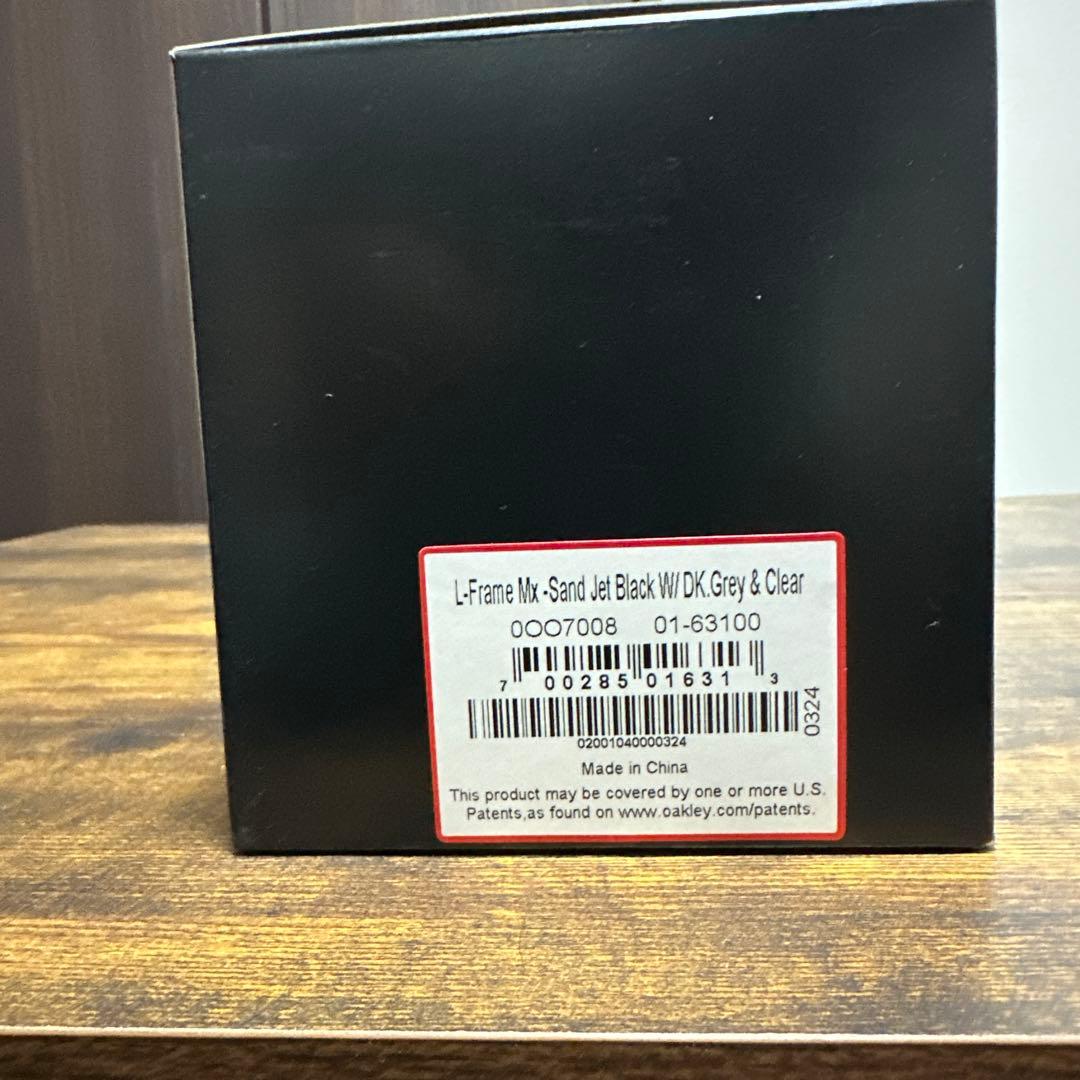 L-Frame Mx -Sand Jet Black W/ DK.Grey & Clear
0OO7008 01-63100
7 00285 01631 3
0324
02001040000324
Made in China
This product may be covered by one or more U.S.
Patents,as found on www.oakley.com/patents.